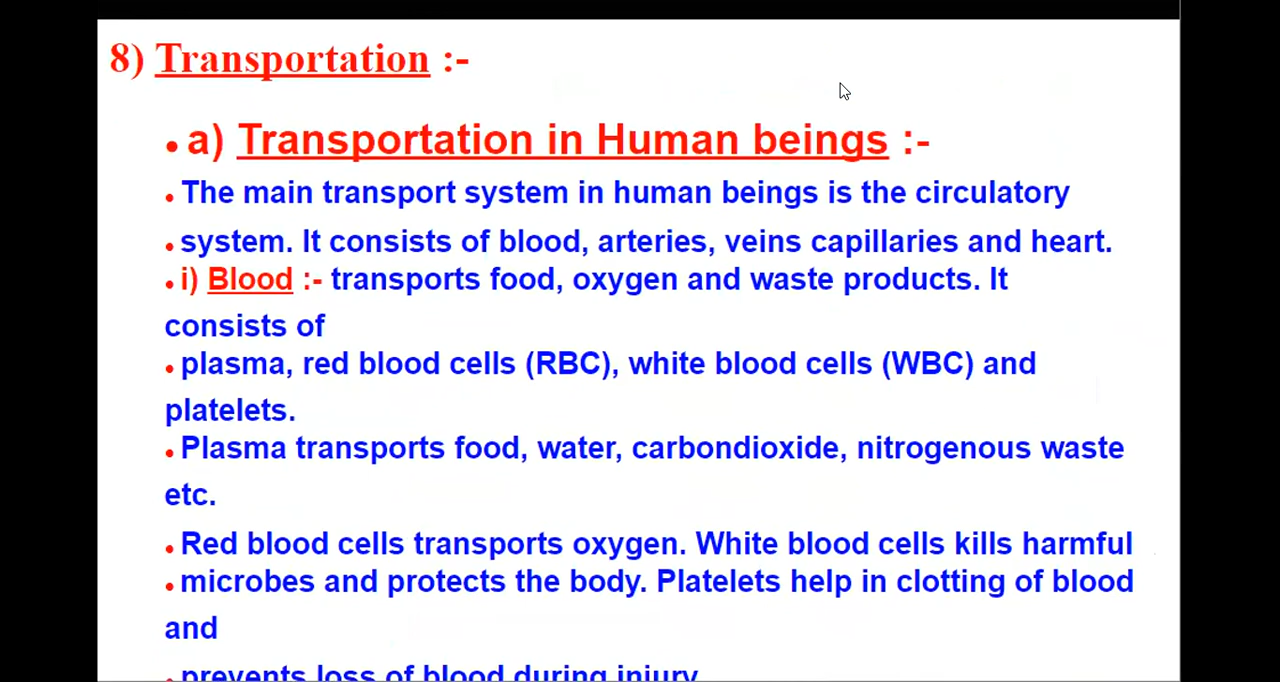 8) Transportation :-
• a) Transportation in Human beings :-
• The main transport system in human beings is the circulatory
• system. It consists of blood, arteries, veins capillaries and heart.
• i) Blood :- transports food, oxygen and waste products. It
consists of
• plasma, red blood cells (RBC), white blood cells (WBC) and
platelets.
• Plasma transports food, water, carbondioxide, nitrogenous waste
etc.
• Red blood cells transports oxygen. White blood cells kills harmful
• microbes and protects the body. Platelets help in clotting of blood
and
• prevents loss of blood during injury